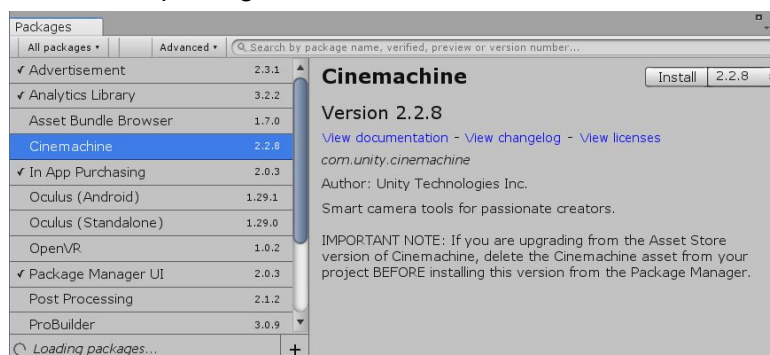 Packages
All packages ▾ Advanced ▾ Search by package name, verified, preview or version number...
✓ Advertisement 2.3.1
✓ Analytics Library 3.2.2
Asset Bundle Browser 1.7.0
Cinemachine 2.2.8
✓ In App Purchasing 2.0.3
Oculus (Android) 1.29.1
Oculus (Standalone) 1.29.0
OpenVR 1.0.2
✓ Package Manager UI 2.0.3
Post Processing 2.1.2
ProBuilder 3.0.9
Loading packages... +
Cinemachine Install 2.2.8
Version 2.2.8
View documentation - View changelog - View licenses
com.unity.cinemachine
Author: Unity Technologies Inc.
Smart camera tools for passionate creators.
IMPORTANT NOTE: If you are upgrading from the Asset Store
version of Cinemachine, delete the Cinemachine asset from your
project BEFORE installing this version from the Package Manager.